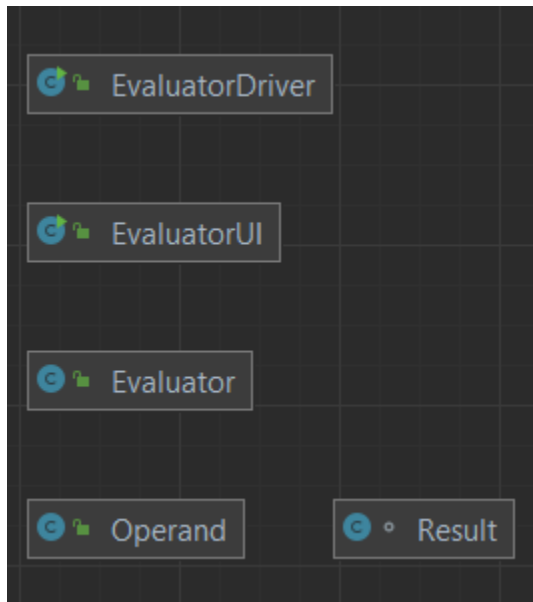 EvaluatorDriver
EvaluatorUI
Evaluator
Operand
Result